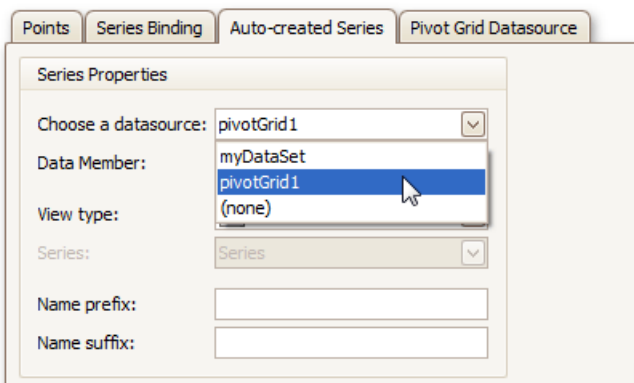 Points Series Binding Auto-created Series Pivot Grid Datasource
Series Properties
Choose a datasource: pivotGrid1
myDataSet
Data Member:
pivotGrid1
(none)
View type:
Series: Series
Name prefix:
Name suffix: